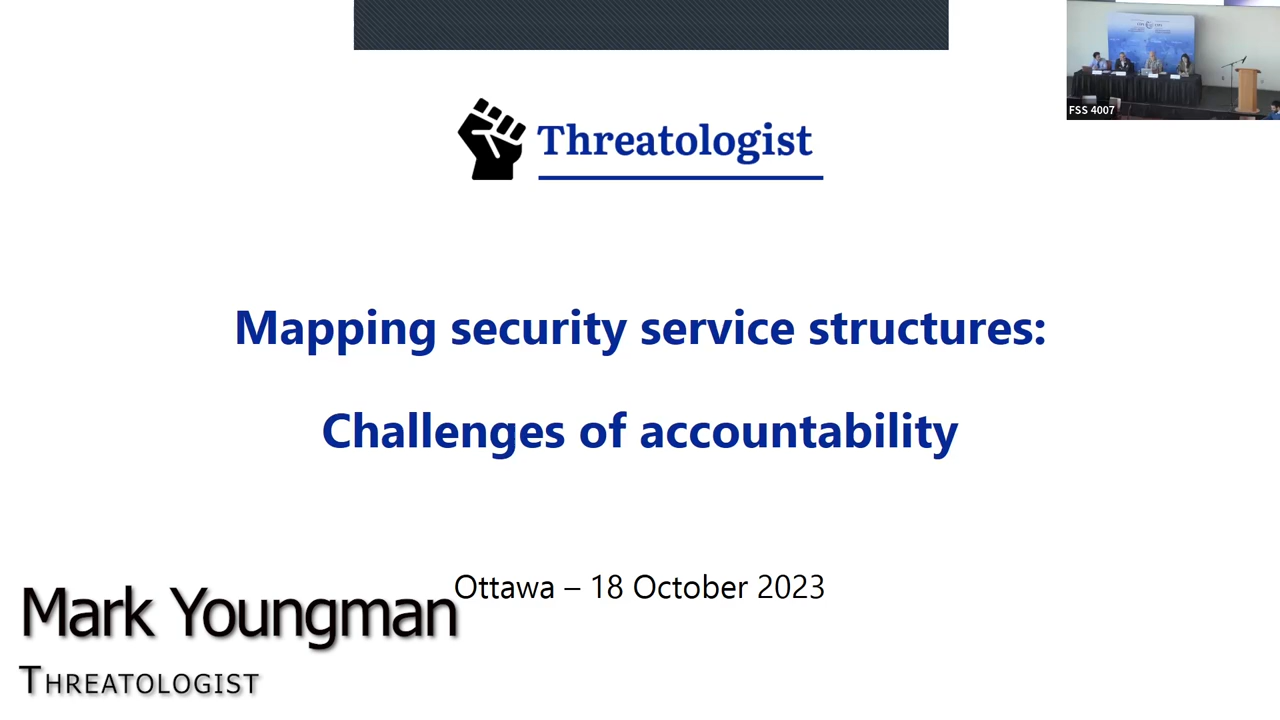 FSS 4007
Threatologist
Mapping security service structures:
Challenges of accountability
Ottawa – 18 October 2023
Mark Youngman
THREATOLOGIST